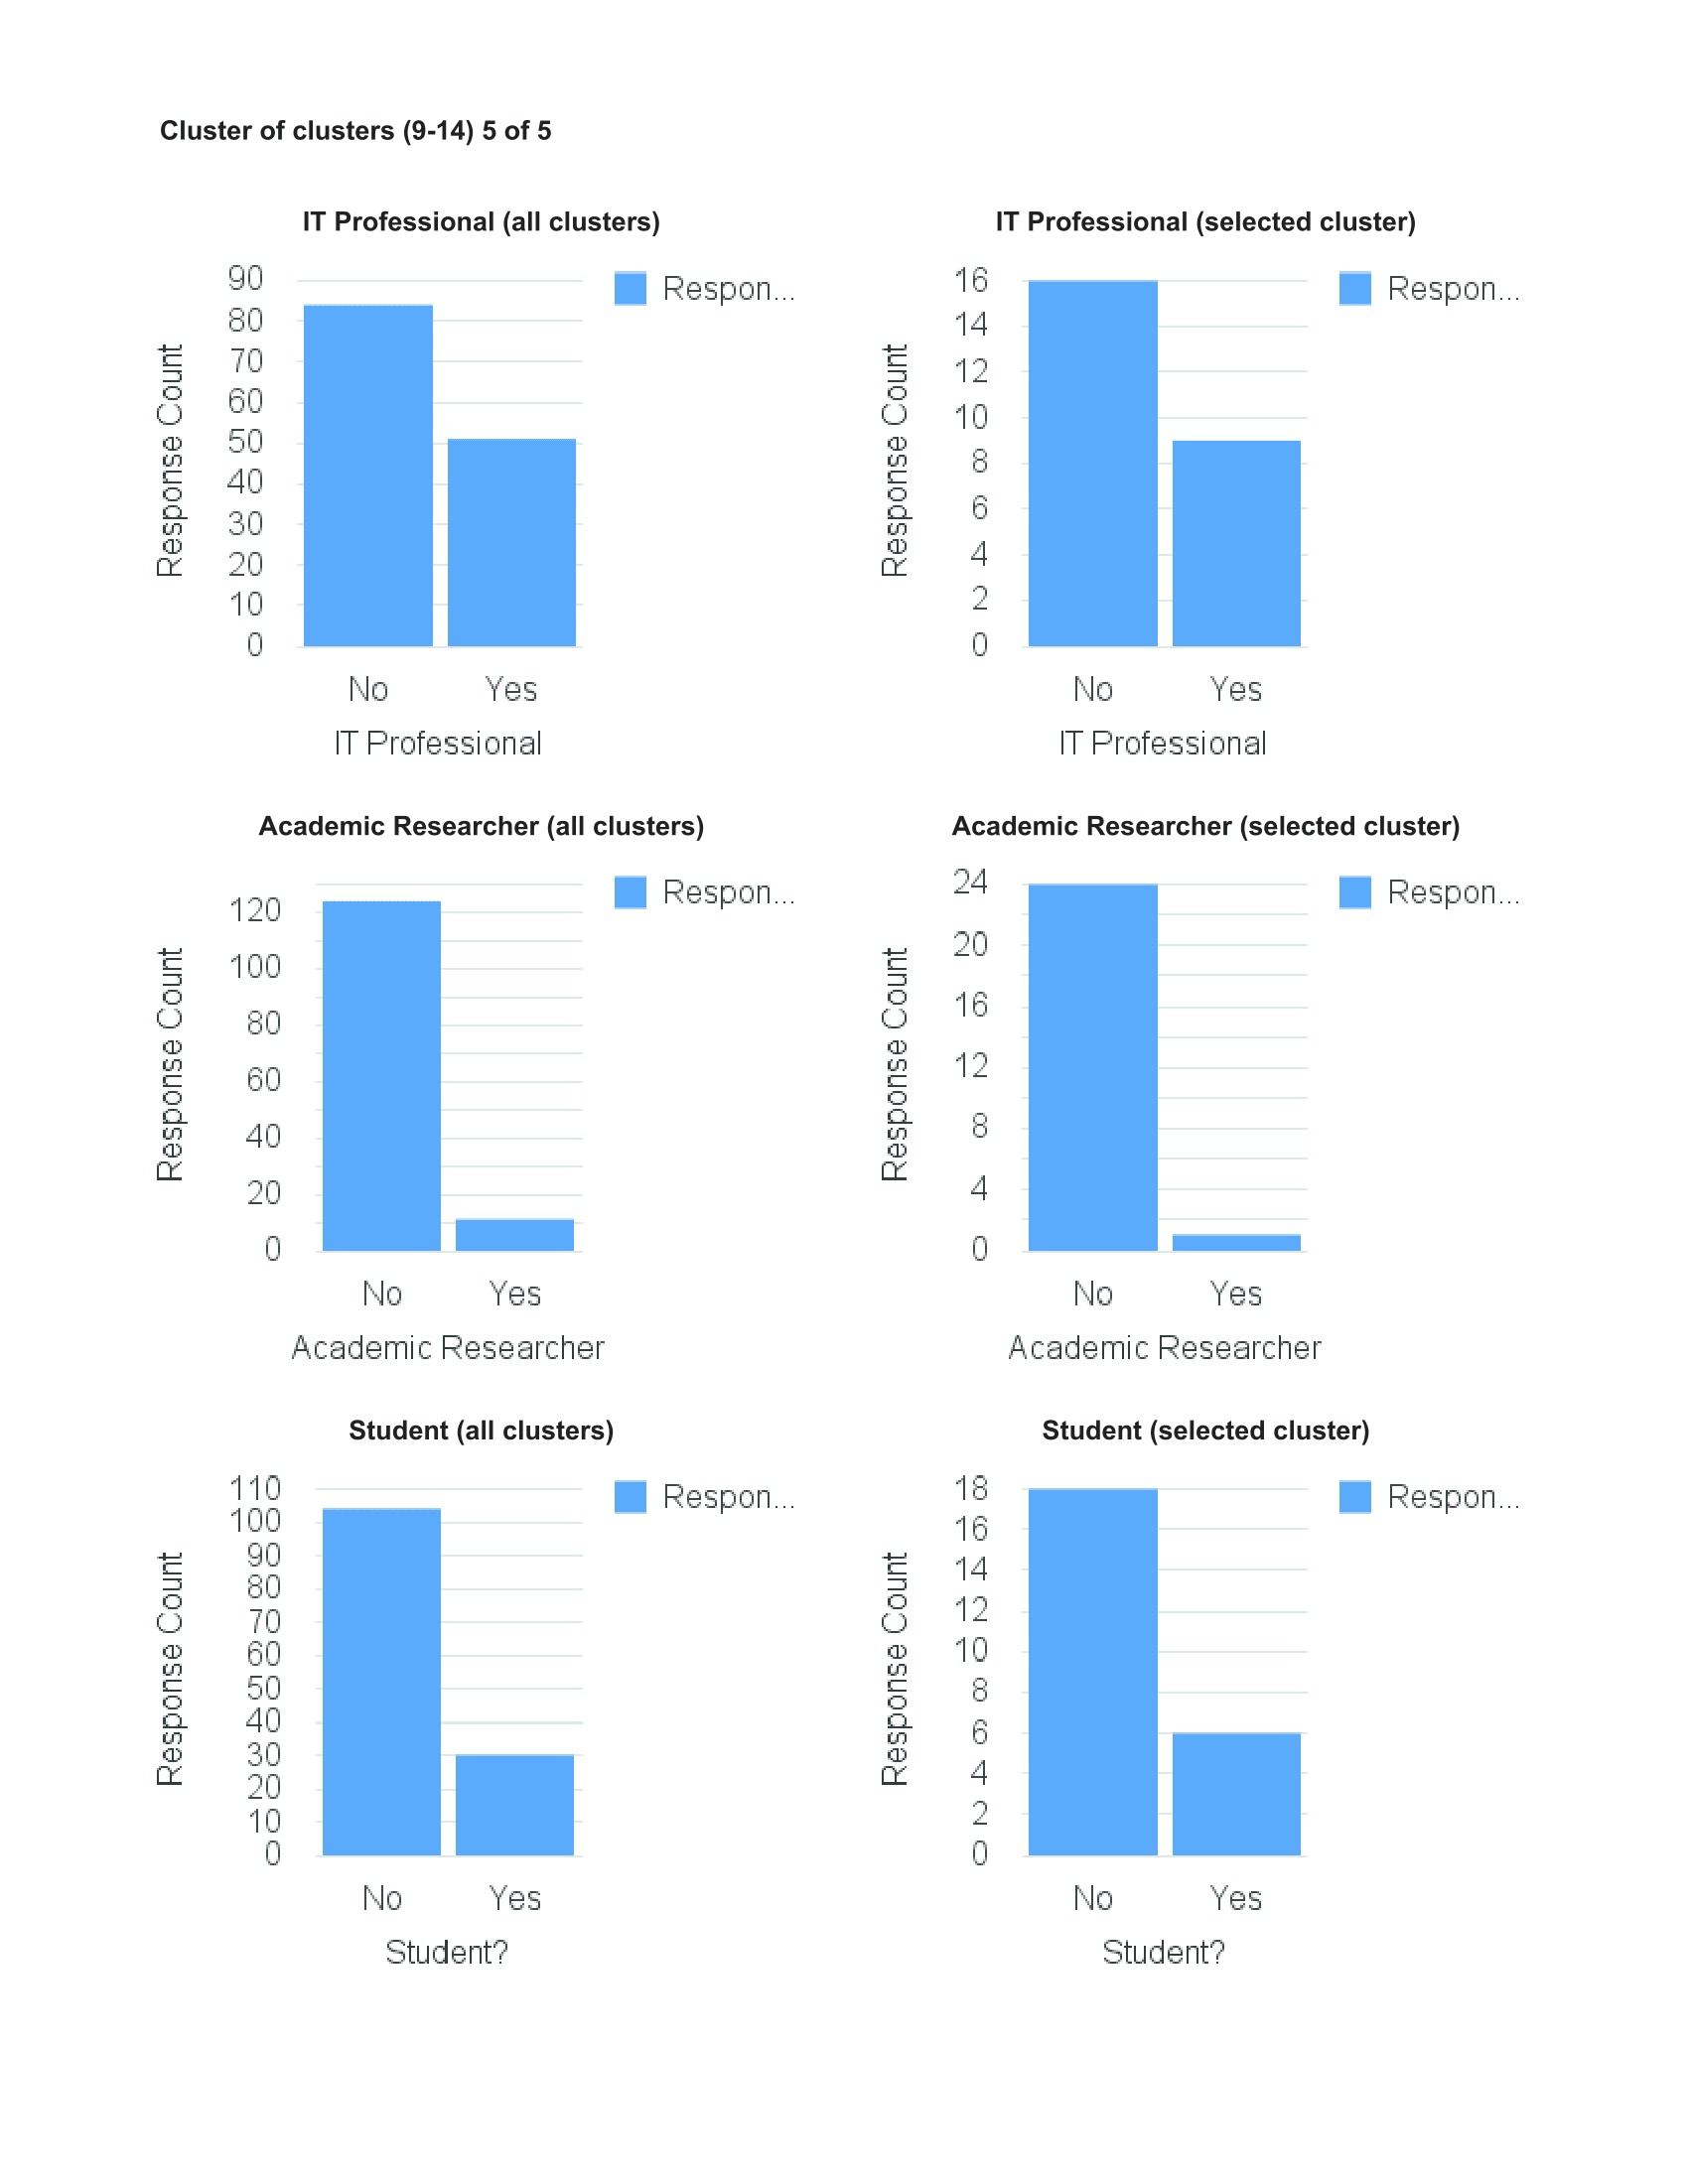 Cluster of clusters (9-14) 5 of 5
IT Professional (all clusters)
90
80
70
60
50
40
30
20
10
0
Response Count
No Yes
IT Professional
Respon...
IT Professional (selected cluster)
16
14
12
10
8
6
4
2
0
Response Count
No Yes
IT Professional
Respon...
Academic Researcher (all clusters)
120
100
80
60
40
20
0
Response Count
No Yes
Academic Researcher
Respon...
Academic Researcher (selected cluster)
24
20
16
12
8
4
0
Response Count
No Yes
Academic Researcher
Respon...
Student (all clusters)
110
100
90
80
70
60
50
40
30
20
10
0
Response Count
No Yes
Student?
Respon...
Student (selected cluster)
18
16
14
12
10
8
6
4
2
0
Response Count
No Yes
Student?
Respon...